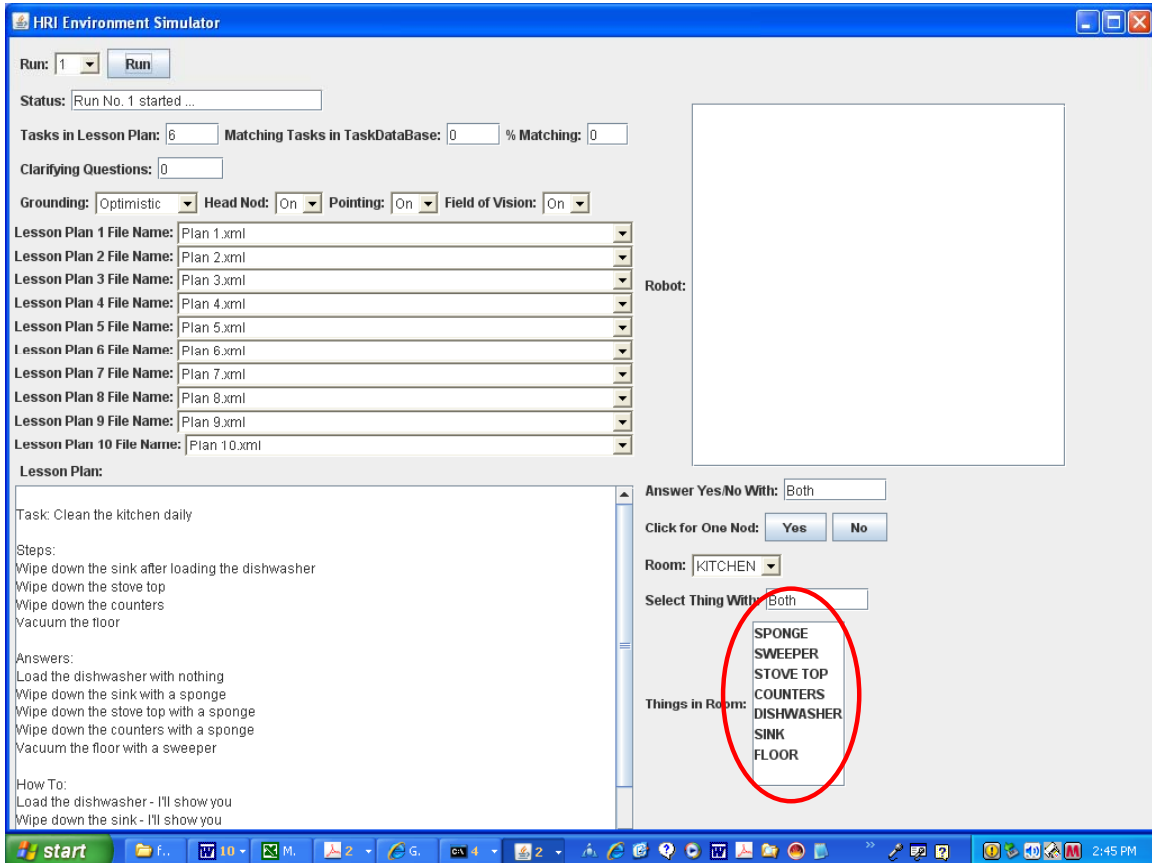 HRI Environment Simulator
Run: 1 Run
Status: Run No. 1 started ...
Tasks in Lesson Plan: 6 Matching Tasks in TaskDataBase: 0 % Matching: 0
Clarifying Questions: 0
Grounding: Optimistic Head Nod: On Pointing: On Field of Vision: On
Lesson Plan 1 File Name: Plan 1.xml
Lesson Plan 2 File Name: Plan 2.xml
Lesson Plan 3 File Name: Plan 3.xml
Lesson Plan 4 File Name: Plan 4.xml
Lesson Plan 5 File Name: Plan 5.xml
Lesson Plan 6 File Name: Plan 6.xml
Lesson Plan 7 File Name: Plan 7.xml
Lesson Plan 8 File Name: Plan 8.xml
Lesson Plan 9 File Name: Plan 9.xml
Lesson Plan 10 File Name: Plan 10.xml
Lesson Plan:
Task: Clean the kitchen daily
Steps:
Wipe down the sink after loading the dishwasher
Wipe down the stove top
Wipe down the counters
Vacuum the floor
Answers:
Load the dishwasher with nothing
Wipe down the sink with a sponge
Wipe down the stove top with a sponge
Wipe down the counters with a sponge
Vacuum the floor with a sweeper
How To:
Load the dishwasher - I'll show you
Wipe down the sink - I'll show you
Robot:
Answer Yes/No With: Both
Click for One Nod: Yes No
Room: KITCHEN
Select Thing With: Both
Things in Room:
SPONGE
SWEEPER
STOVE TOP
COUNTERS
DISHWASHER
SINK
FLOOR
start f.. 10 M. 2 G. 4 2 2:45 PM